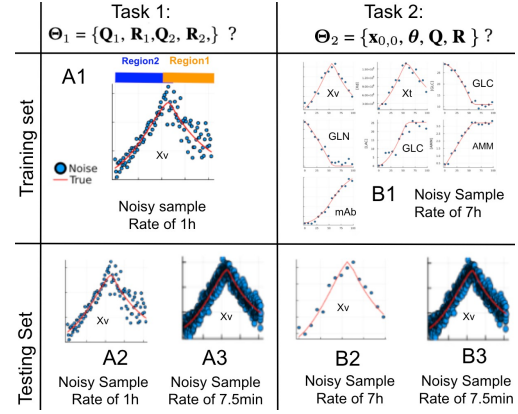 Task 1:
Θ₁ = {Q₁, R₁,Q₂, R₂,} ?
Task 2:
Θ₂ = {x₀,₀, θ, Q, R } ?
Training set
A1
Region2
Region1
Xv
Noise
True
Noisy sample
Rate of 1h
Xv
Xt
GLC
GLN
GLC
AMM
mAb
B1
Noisy Sample
Rate of 7h
Testing Set
Xv
A2
Noisy Sample
Rate of 1h
Xv
A3
Noisy Sample
Rate of 7.5min
Xv
B2
Noisy Sample
Rate of 7h
Xv
B3
Noisy Sample
Rate of 7.5min